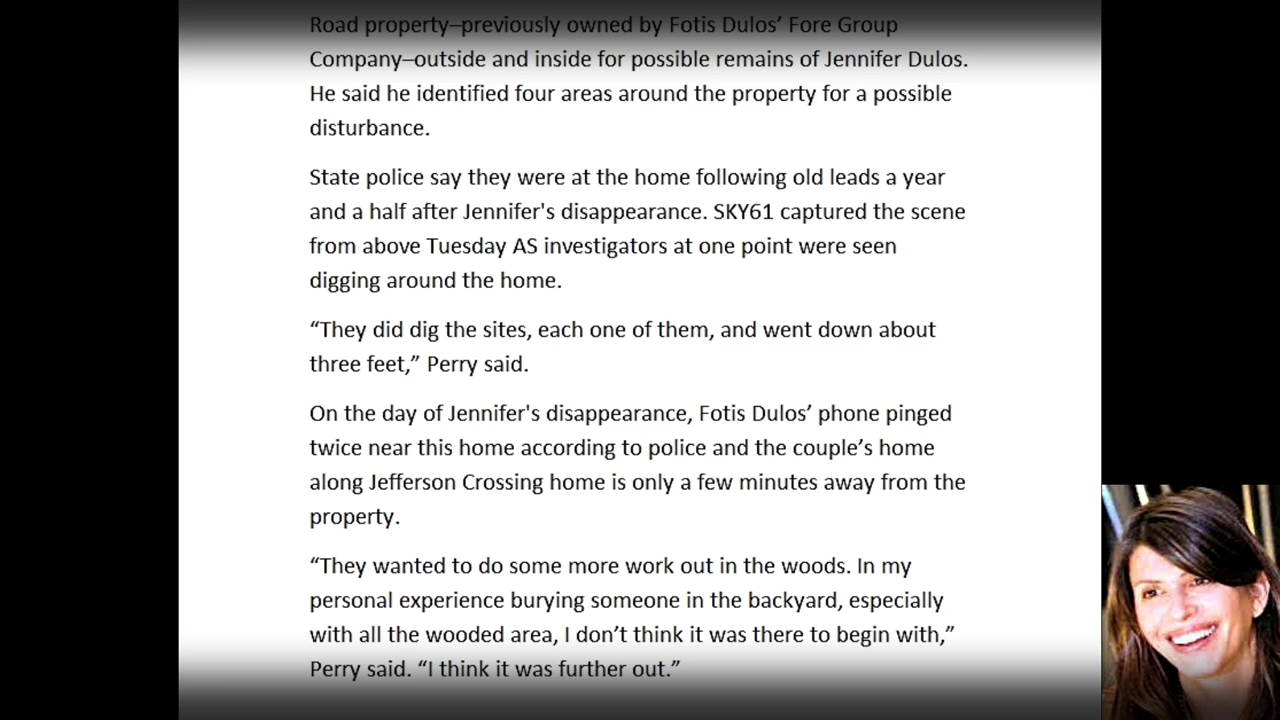 Road property–previously owned by Fotis Dulos’ Fore Group
Company–outside and inside for possible remains of Jennifer Dulos.
He said he identified four areas around the property for a possible
disturbance.
State police say they were at the home following old leads a year
and a half after Jennifer's disappearance. SKY61 captured the scene
from above Tuesday AS investigators at one point were seen
digging around the home.
“They did dig the sites, each one of them, and went down about
three feet,” Perry said.
On the day of Jennifer's disappearance, Fotis Dulos’ phone pinged
twice near this home according to police and the couple’s home
along Jefferson Crossing home is only a few minutes away from the
property.
“They wanted to do some more work out in the woods. In my
personal experience burying someone in the backyard, especially
with all the wooded area, I don’t think it was there to begin with,”
Perry said. “I think it was further out.”